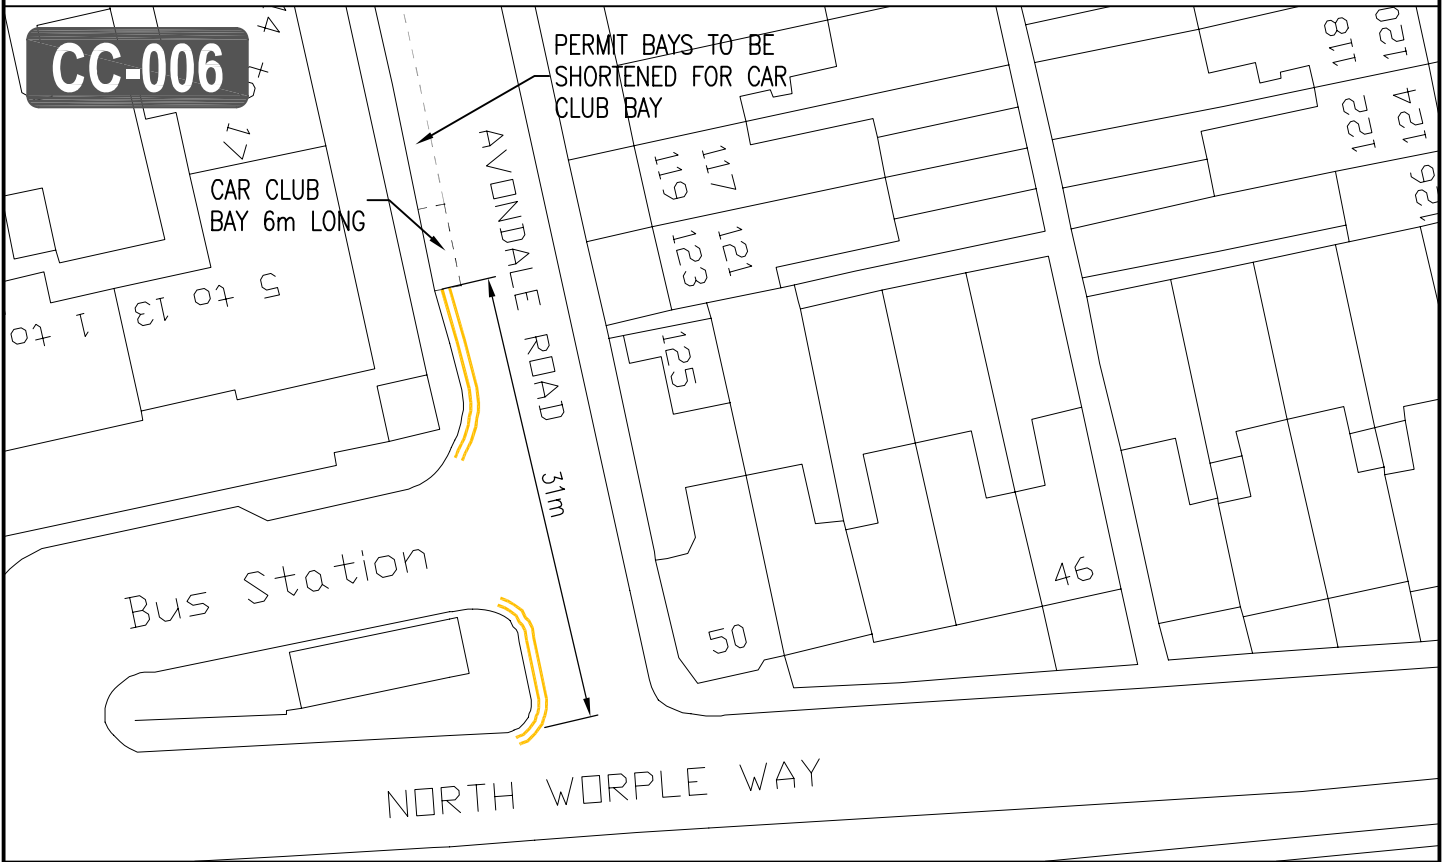 CC-006
PERMIT BAYS TO BE
SHORTENED FOR CAR
CLUB BAY
CAR CLUB
BAY 6m LONG
AVONDALE ROAD
31m
17
5 to 13
1 to
117
119
121
123
125
118
120
122
124
126
46
50
Bus Station
NORTH WORPLE WAY